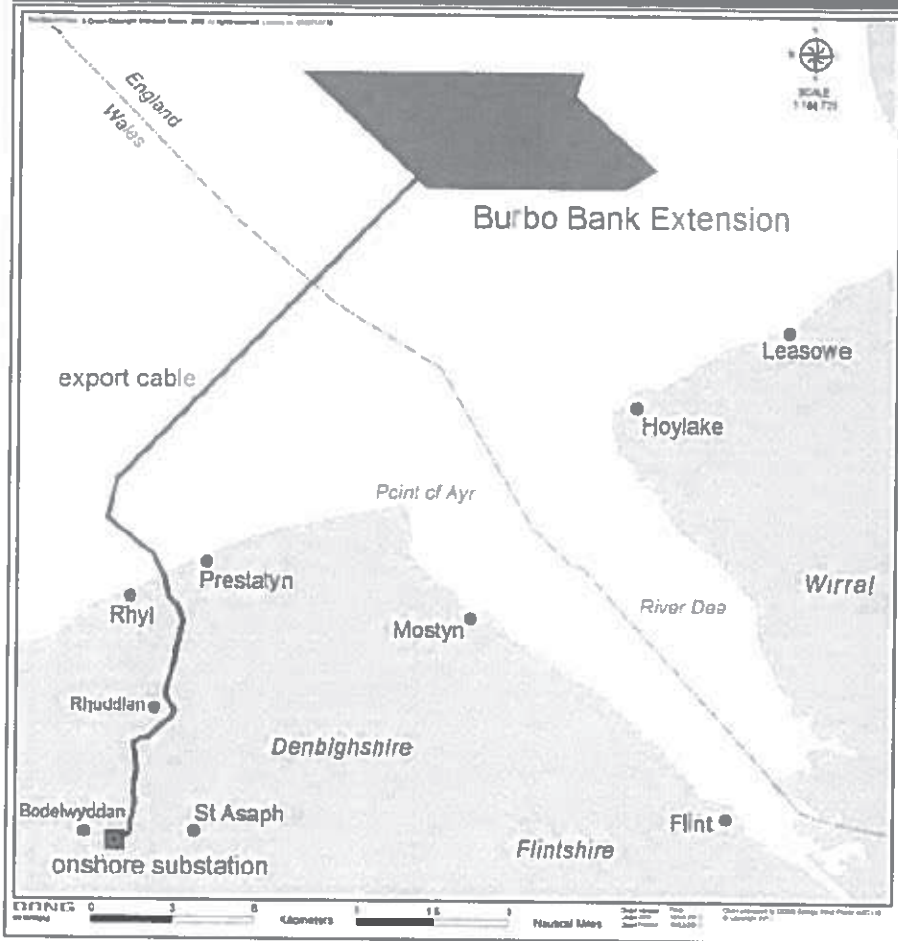 England
Wales
SCALE
Burbo Bank Extension
Leasowe
export cable
Hoylake
Point of Ayr
Prestatyn
Wirral
Rhyl
River Dee
Mostyn
Rhuddlan
Denbighshire
Bodelwyddan
St Asaph
Flint
onshore substation
Flintshire
DONG
0 3 6 Kilometers
Nautical Miles